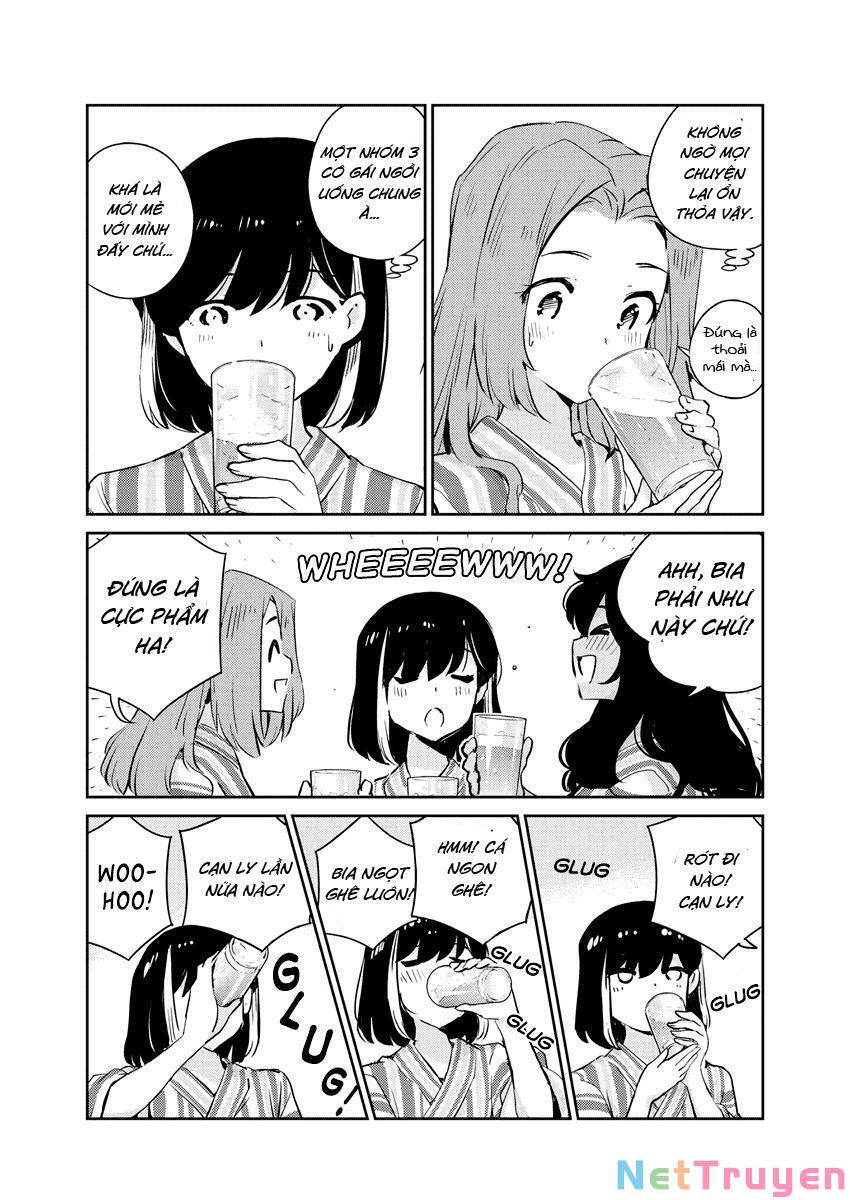 KHÔNG
NGỜ MỌI
CHUYỆN
LẠI ỔN
THỎA VẬY.
Đúng là
thoải
mái mà...
MỘT NHÓM 3
CÔ GÁI NGỒI
UỐNG CHUNG
À...
KHÁ LÀ
MỚI MẺ
VỚI MÌNH
ĐẤY CHỨ...
WHEEEEWWW!
AHH, BIA
PHẢI NHƯ
NÀY CHỨ!
ĐÚNG LÀ
CỰC PHẨM
HA!
RÓT ĐI
NÀO!
CẠN LY!
GLUG
GLUG
HMM! CÁ
NGON
GHÊ!
BIA NGỌT
GHÊ LUÔN!
GLUG
GLUG
CẠN LY LẦN
NỮA NÀO!
WOO-
HOO!
GLUG!
NetTruyen